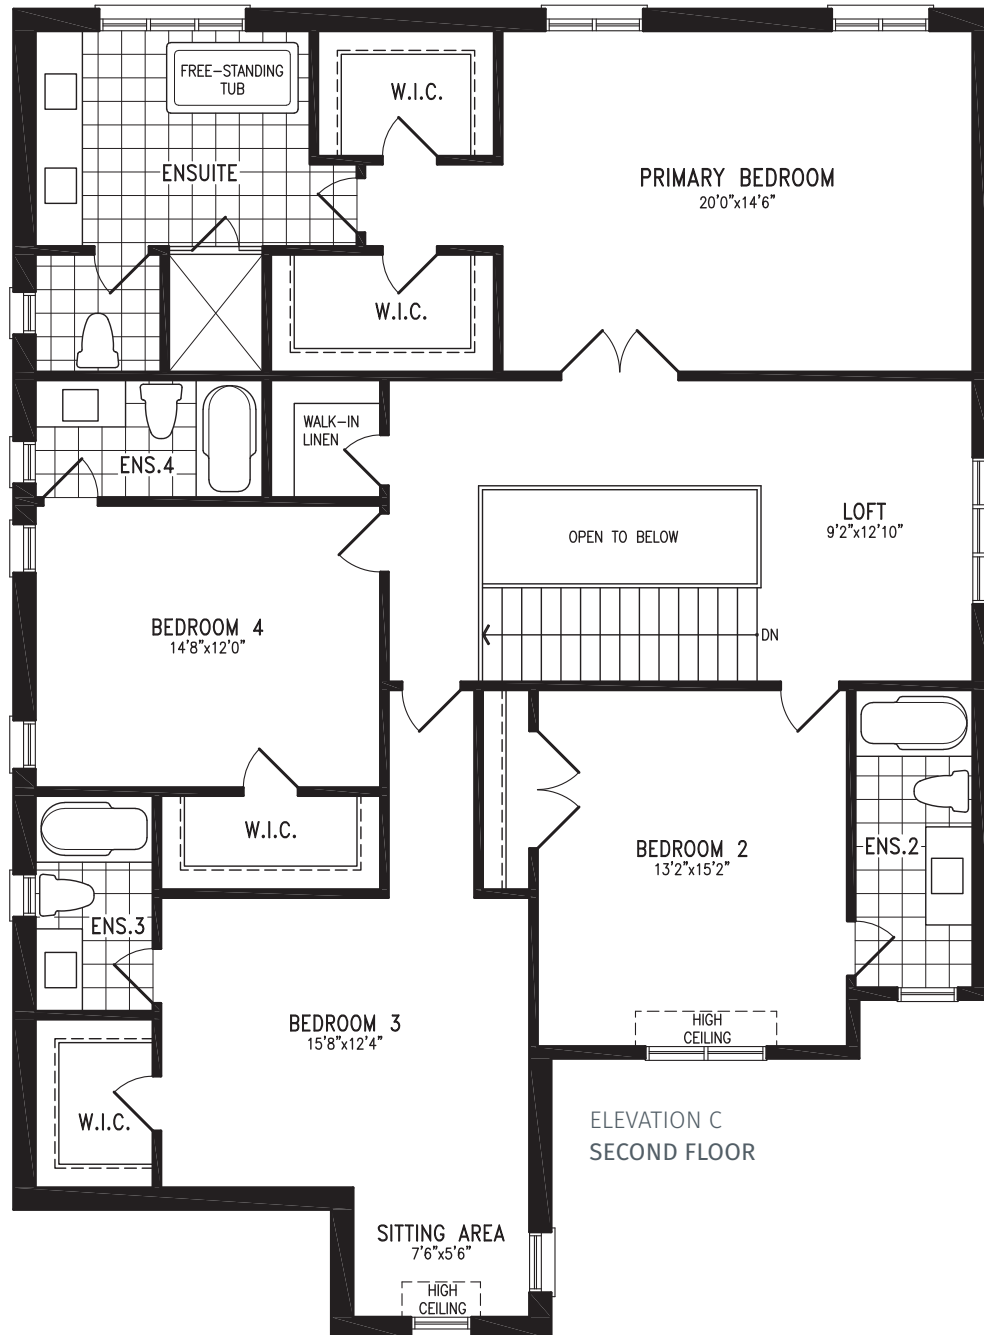 FREE-STANDING
TUB
W.I.C.
ENSUITE
PRIMARY BEDROOM
20'0"x14'6"
W.I.C.
WALK-IN
LINEN
ENS.4
LOFT
9'2"x12'10"
OPEN TO BELOW
DN
BEDROOM 4
14'8"x12'0"
W.I.C.
BEDROOM 2
13'2"x15'2"
ENS.2
ENS.3
BEDROOM 3
15'8"x12'4"
HIGH
CEILING
W.I.C.
ELEVATION C
SECOND FLOOR
SITTING AREA
7'6"x5'6"
HIGH
CEILING